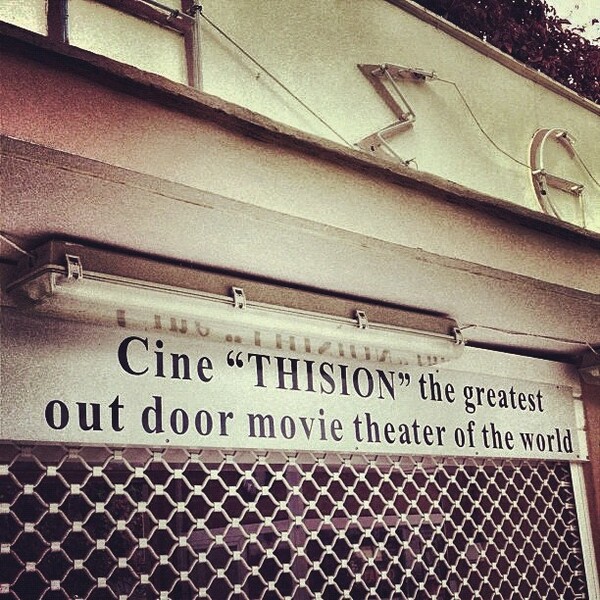 Σ
Cine “THISION” the greatest
out door movie theater of the world